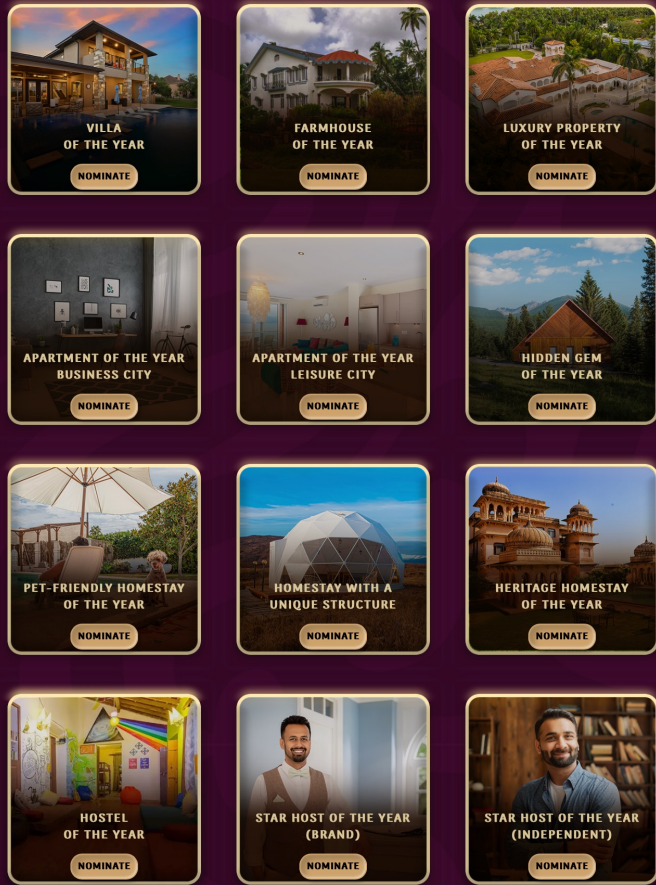 VILLA
OF THE YEAR
NOMINATE
FARMHOUSE
OF THE YEAR
NOMINATE
LUXURY PROPERTY
OF THE YEAR
NOMINATE
APARTMENT OF THE YEAR
BUSINESS CITY
NOMINATE
APARTMENT OF THE YEAR
LEISURE CITY
NOMINATE
HIDDEN GEM
OF THE YEAR
NOMINATE
PET-FRIENDLY HOMESTAY
OF THE YEAR
NOMINATE
HOMESTAY WITH A
UNIQUE STRUCTURE
NOMINATE
HERITAGE HOMESTAY
OF THE YEAR
NOMINATE
HOSTEL
OF THE YEAR
NOMINATE
STAR HOST OF THE YEAR
(BRAND)
NOMINATE
STAR HOST OF THE YEAR
(INDEPENDENT)
NOMINATE